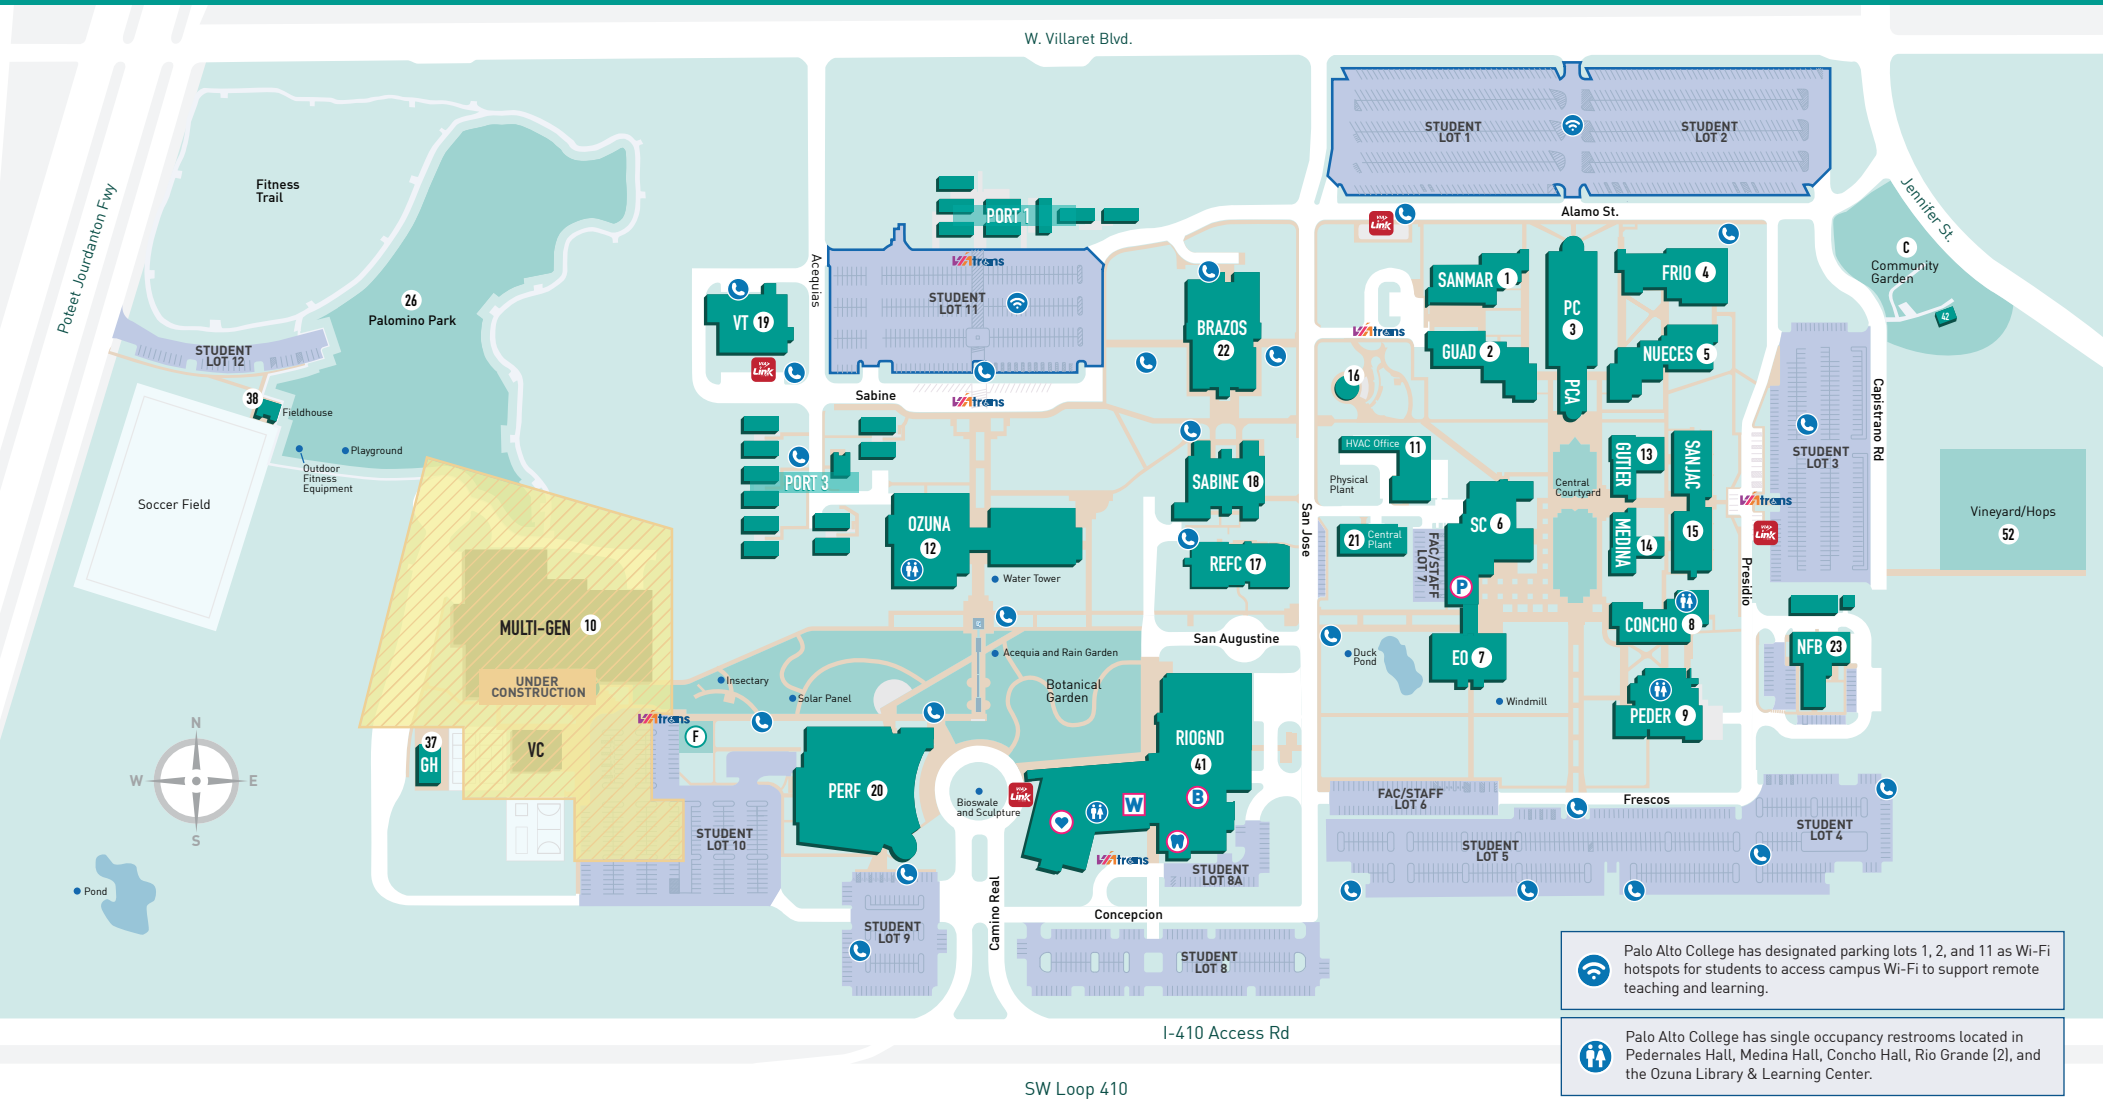 W. Villaret Blvd.
Poteet Jourdanton Fwy
Fitness
Trail
26
Palomino Park
STUDENT
LOT 12
38
Fieldhouse
Playground
Outdoor
Fitness
Equipment
Soccer Field
Acequias
VT 19
VIA Link
PORT 1
VIAtrans
STUDENT
LOT 11
Sabine
VIAtrans
PORT 3
OZUNA
12
Water Tower
BRAZOS
22
SABINE 18
REFC 17
San Jose
STUDENT
LOT 1
STUDENT
LOT 2
Alamo St.
VIA Link
Jennifer St.
C
Community
Garden
42
SANMAR 1
PC
3
PCA
FRIO 4
VIAtrans
GUAD 2
NUECES 5
16
HVAC Office 11
Physical
Plant
21 Central
Plant
FAC/STAFF
LOT 7
SC 6
P
Central
Courtyard
GUTIER
13
SANJAC
15
MEDINA
14
CONCHO 8
EO 7
PEDER 9
Duck
Pond
Windmill
Presidio
VIAtrans
VIA Link
STUDENT
LOT 3
Capistrano Rd
Vineyard/Hops
52
NFB 23
MULTI-GEN 10
UNDER
CONSTRUCTION
VC
37
GH
VIAtrans
F
Insectary
Solar Panel
Acequia and Rain Garden
Botanical
Garden
San Augustine
PERF 20
Bioswale
and Sculpture
VIA Link
RIOGND
41
B
W
VIAtrans
STUDENT
LOT 8A
STUDENT
LOT 10
STUDENT
LOT 9
Camino Real
Concepcion
STUDENT
LOT 8
FAC/STAFF
LOT 6
Frescos
STUDENT
LOT 5
STUDENT
LOT 4
N
W
E
S
Pond
Palo Alto College has designated parking lots 1, 2, and 11 as Wi-Fi
hotspots for students to access campus Wi-Fi to support remote
teaching and learning.
Palo Alto College has single occupancy restrooms located in
Pedernales Hall, Medina Hall, Concho Hall, Rio Grande (2), and
the Ozuna Library & Learning Center.
I-410 Access Rd
SW Loop 410